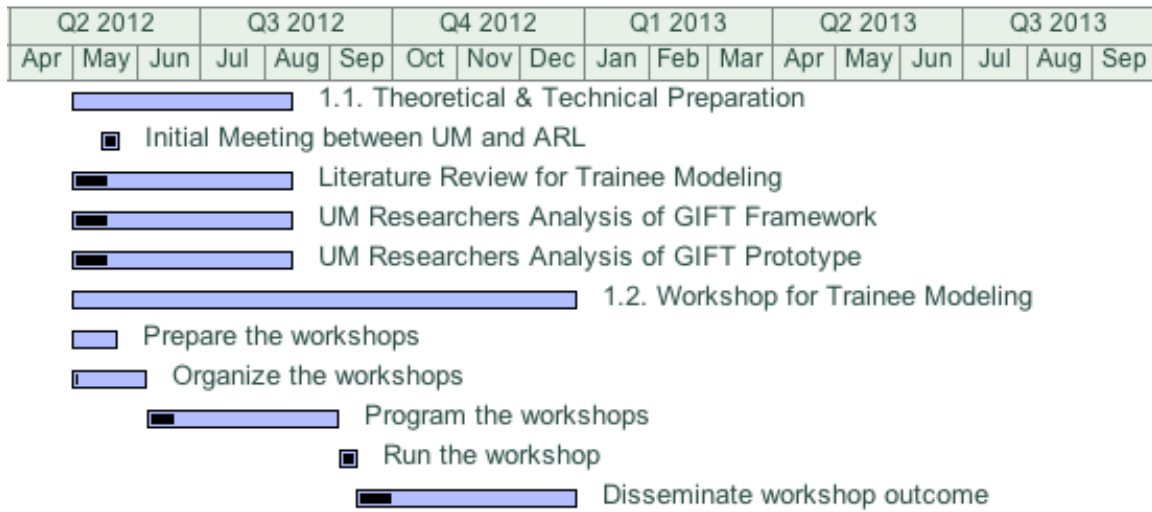 Q2 2012 Q3 2012 Q4 2012 Q1 2013 Q2 2013 Q3 2013
Apr May Jun Jul Aug Sep Oct Nov Dec Jan Feb Mar Apr May Jun Jul Aug Sep
1.1. Theoretical & Technical Preparation
Initial Meeting between UM and ARL
Literature Review for Trainee Modeling
UM Researchers Analysis of GIFT Framework
UM Researchers Analysis of GIFT Prototype
1.2. Workshop for Trainee Modeling
Prepare the workshops
Organize the workshops
Program the workshops
Run the workshop
Disseminate workshop outcome